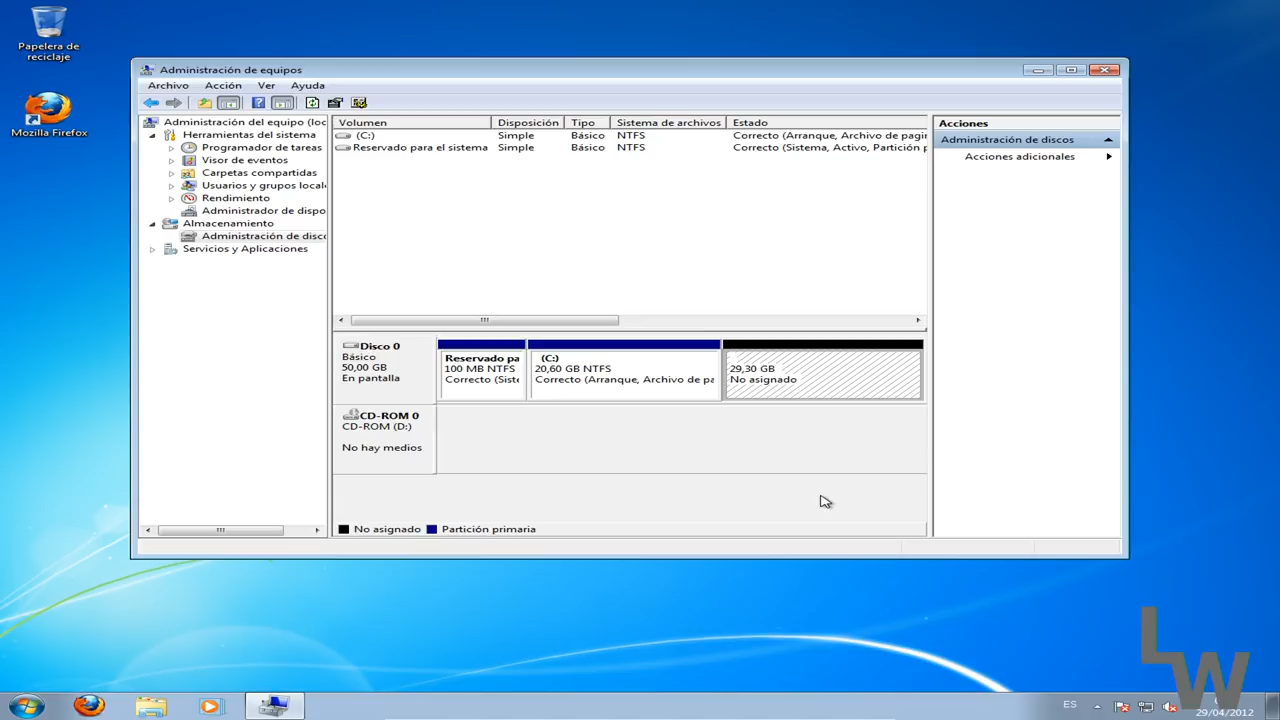 Papelera de
reciclaje
Mozilla Firefox
Administración de equipos
Archivo Acción Ver Ayuda
Administración del equipo (loc
Herramientas del sistema
Programador de tareas
Visor de eventos
Carpetas compartidas
Usuarios y grupos locale
Rendimiento
Administrador de dispo
Almacenamiento
Administración de disco
Servicios y Aplicaciones
Volumen Disposición Tipo Sistema de archivos Estado
(C:) Simple Básico NTFS Correcto (Arranque, Archivo de pagin
Reservado para el sistema Simple Básico NTFS Correcto (Sistema, Activo, Partición p
Acciones
Administración de discos
Acciones adicionales
Disco 0
Básico
50,00 GB
En pantalla
Reservado pa
100 MB NTFS
Correcto (Siste
(C:)
20,60 GB NTFS
Correcto (Arranque, Archivo de pa
29,30 GB
No asignado
CD-ROM 0
CD-ROM (D:)
No hay medios
No asignado Partición primaria
LW
ES
29/04/2012